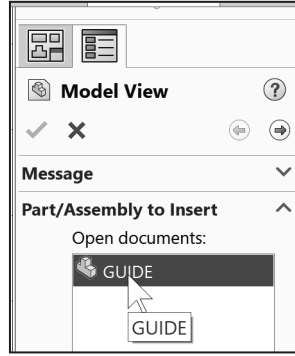 Model View
?
Message
Part/Assembly to Insert
Open documents:
GUIDE
GUIDE